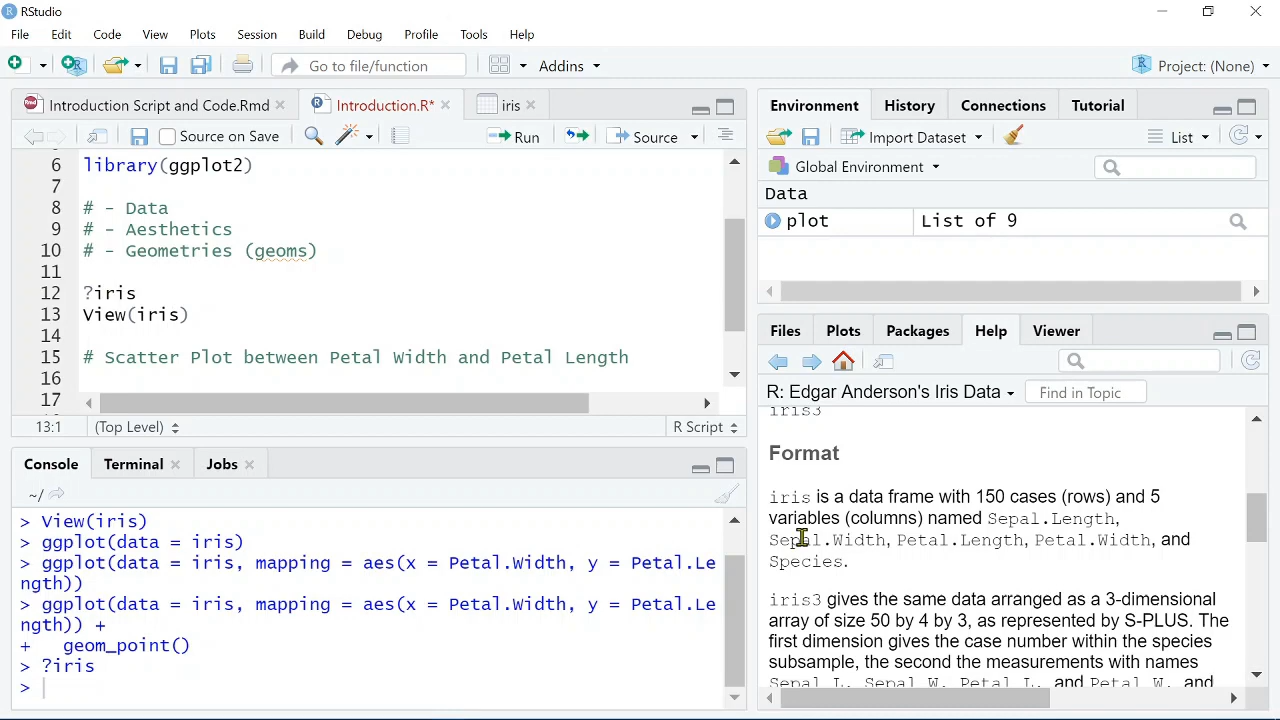 RStudio
File Edit Code View Plots Session Build Debug Profile Tools Help
Go to file/function Addins Project: (None)
Introduction Script and Code.Rmd Introduction.R* iris
Source on Save Run Source
6 library(ggplot2)
7
8 # - Data
9 # - Aesthetics
10 # - Geometries (geoms)
11
12 ?iris
13 View(iris)
14
15 # Scatter Plot between Petal Width and Petal Length
16
17
13:1 (Top Level) R Script
Console Terminal Jobs
~/
> View(iris)
> ggplot(data = iris)
> ggplot(data = iris, mapping = aes(x = Petal.Width, y = Petal.Le
ngth))
> ggplot(data = iris, mapping = aes(x = Petal.Width, y = Petal.Le
ngth)) +
+ geom_point()
> ?iris
>
Environment History Connections Tutorial
Import Dataset List
Global Environment
Data
plot List of 9
Files Plots Packages Help Viewer
R: Edgar Anderson's Iris Data Find in Topic
iris3
Format
iris is a data frame with 150 cases (rows) and 5
variables (columns) named Sepal.Length,
Sepal.Width, Petal.Length, Petal.Width, and
Species.
iris3 gives the same data arranged as a 3-dimensional
array of size 50 by 4 by 3, as represented by S-PLUS. The
first dimension gives the case number within the species
subsample, the second the measurements with names
Sepal L., Sepal W., Petal L., and Petal W., and